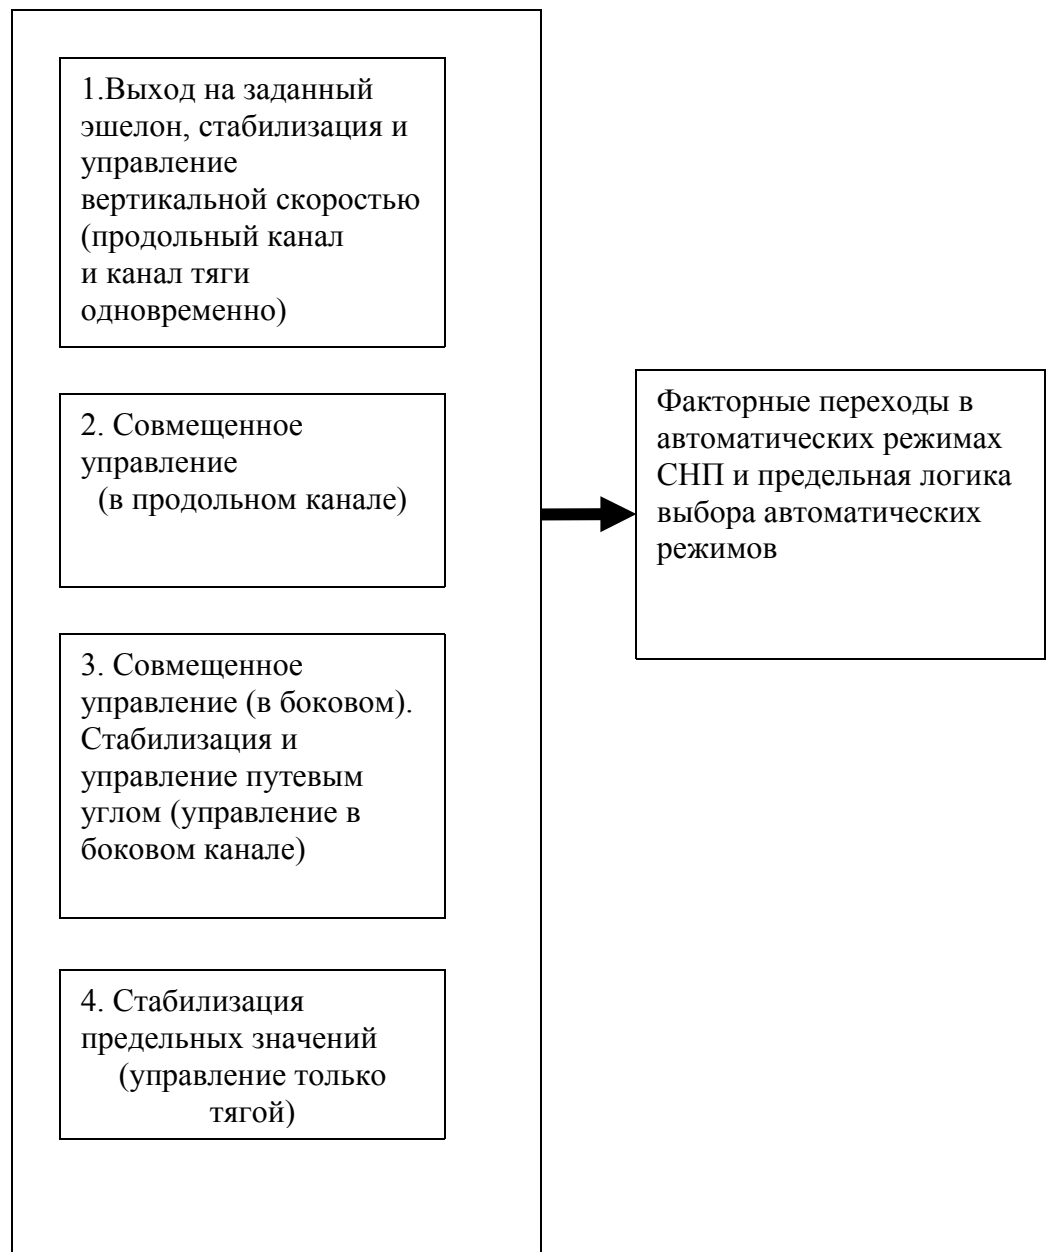 1.Выход на заданный
эшелон, стабилизация и
управление
вертикальной скоростью
(продольный канал
и канал тяги
одновременно)
2. Совмещенное
управление
(в продольном канале)
3. Совмещенное
управление (в боковом).
Стабилизация и
управление путевым
углом (управление в
боковом канале)
4. Стабилизация
предельных значений
(управление только
тягой)
Факторные переходы в
автоматических режимах
СНП и предельная логика
выбора автоматических
режимов